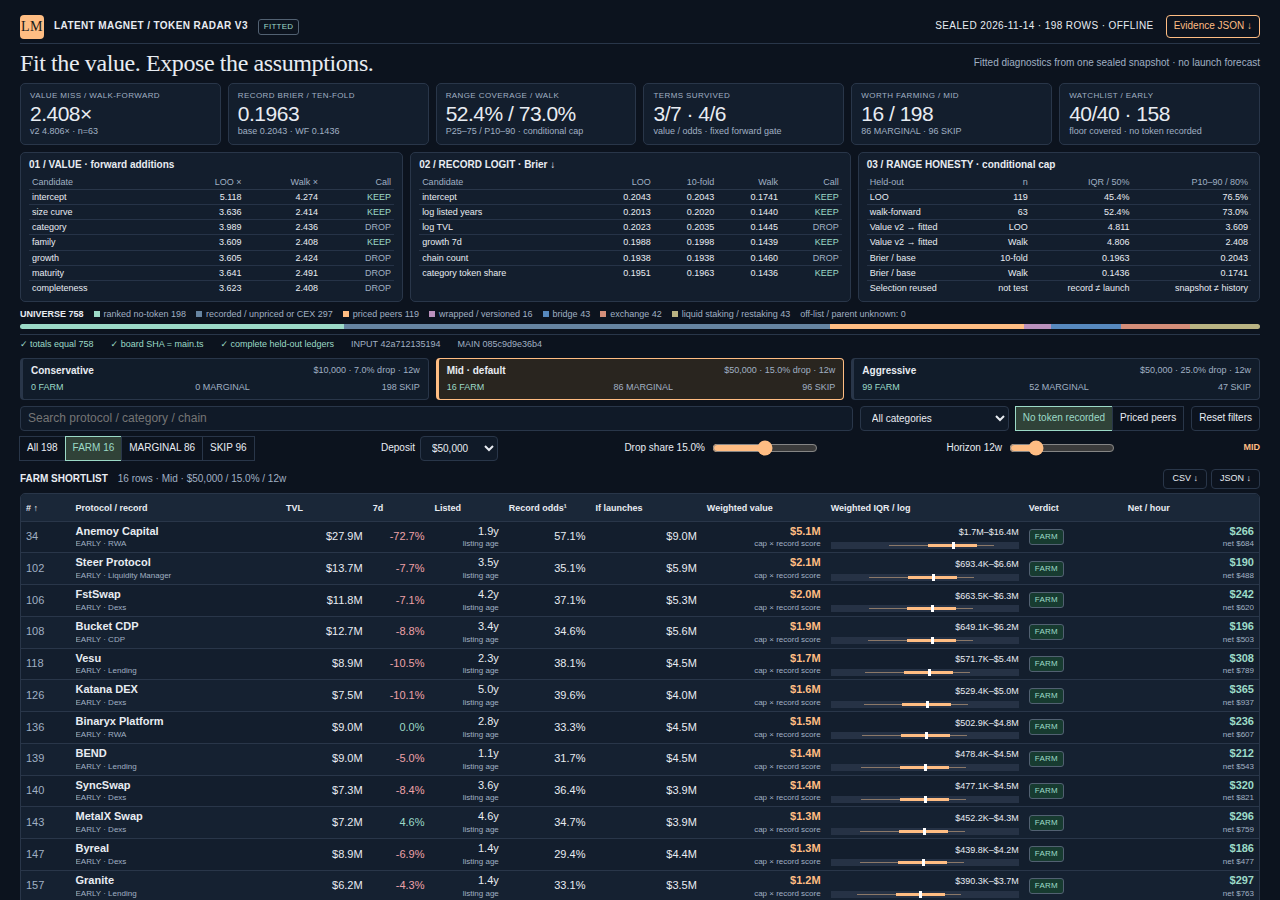 LM LATENT MAGNET / TOKEN RADAR V3 FITTED SEALED 2026-11-14 · 198 ROWS · OFFLINE Evidence JSON ↓
Fit the value. Expose the assumptions. Fitted diagnostics from one sealed snapshot · no launch forecast
VALUE MISS / WALK-FORWARD
2.408×
v2 4.806× · n=63
RECORD BRIER / TEN-FOLD
0.1963
base 0.2043 · WF 0.1436
RANGE COVERAGE / WALK
52.4% / 73.0%
P25–75 / P10–90 · conditional cap
TERMS SURVIVED
3/7 · 4/6
value / odds · fixed forward gate
WORTH FARMING / MID
16 / 198
86 MARGINAL · 96 SKIP
WATCHLIST / EARLY
40/40 · 158
floor covered · no token recorded
01 / VALUE · forward additions
Candidate LOO × Walk × Call
intercept 5.118 4.274 KEEP
size curve 3.636 2.414 KEEP
category 3.989 2.436 DROP
family 3.609 2.408 KEEP
growth 3.605 2.424 DROP
maturity 3.641 2.491 DROP
completeness 3.623 2.408 DROP
02 / RECORD LOGIT · Brier ↓
Candidate LOO 10-fold Walk Call
intercept 0.2043 0.2043 0.1741 KEEP
log listed years 0.2013 0.2020 0.1440 KEEP
log TVL 0.2023 0.2035 0.1445 DROP
growth 7d 0.1988 0.1998 0.1439 KEEP
chain count 0.1938 0.1938 0.1460 DROP
category token share 0.1951 0.1963 0.1436 KEEP
03 / RANGE HONESTY · conditional cap
Held-out n IQR / 50% P10–90 / 80%
LOO 119 45.4% 76.5%
walk-forward 63 52.4% 73.0%
Value v2 → fitted LOO 4.811 3.609
Value v2 → fitted Walk 4.806 2.408
Brier / base 10-fold 0.1963 0.2043
Brier / base Walk 0.1436 0.1741
Selection reused not test record ≠ launch snapshot ≠ history
UNIVERSE 758 ranked no-token 198 recorded / unpriced or CEX 297 priced peers 119 wrapped / versioned 16 bridge 43 exchange 42 liquid staking / restaking 43 off-list / parent unknown: 0
✓ totals equal 758 ✓ board SHA = main.ts ✓ complete held-out ledgers INPUT 42a712135194 MAIN 085c9d9e36b4
Conservative $10,000 · 7.0% drop · 12w
0 FARM 0 MARGINAL 198 SKIP
Mid · default $50,000 · 15.0% drop · 12w
16 FARM 86 MARGINAL 96 SKIP
Aggressive $50,000 · 25.0% drop · 12w
99 FARM 52 MARGINAL 47 SKIP
Search protocol / category / chain All categories No token recorded Priced peers Reset filters
All 198 FARM 16 MARGINAL 86 SKIP 96 Deposit $50,000 Drop share 15.0% Horizon 12w MID
FARM SHORTLIST 16 rows · Mid · $50,000 / 15.0% / 12w CSV ↓ JSON ↓
# ↑ Protocol / record TVL 7d Listed Record odds¹ If launches Weighted value Weighted IQR / log Verdict Net / hour
34 Anemoy Capital $27.9M -72.7% 1.9y 57.1% $9.0M $5.1M $1.7M–$16.4M FARM $266
EARLY · RWA listing age cap × record score net $684
102 Steer Protocol $13.7M -7.7% 3.5y 35.1% $5.9M $2.1M $693.4K–$6.6M FARM $190
EARLY · Liquidity Manager listing age cap × record score net $488
106 FstSwap $11.8M -7.1% 4.2y 37.1% $5.3M $2.0M $663.5K–$6.3M FARM $242
EARLY · Dexs listing age cap × record score net $620
108 Bucket CDP $12.7M -8.8% 3.4y 34.6% $5.6M $1.9M $649.1K–$6.2M FARM $196
EARLY · CDP listing age cap × record score net $503
118 Vesu $8.9M -10.5% 2.3y 38.1% $4.5M $1.7M $571.7K–$5.4M FARM $308
EARLY · Lending listing age cap × record score net $789
126 Katana DEX $7.5M -10.1% 5.0y 39.6% $4.0M $1.6M $529.4K–$5.0M FARM $365
EARLY · Dexs listing age cap × record score net $937
136 Binaryx Platform $9.0M 0.0% 2.8y 33.3% $4.5M $1.5M $502.9K–$4.8M FARM $236
EARLY · RWA listing age cap × record score net $607
139 BEND $9.0M -5.0% 1.1y 31.7% $4.5M $1.4M $478.4K–$4.5M FARM $212
EARLY · Lending listing age cap × record score net $543
140 SyncSwap $7.3M -8.4% 3.6y 36.4% $3.9M $1.4M $477.1K–$4.5M FARM $320
EARLY · Dexs listing age cap × record score net $821
143 MetalX Swap $7.2M 4.6% 4.6y 34.7% $3.9M $1.3M $452.2K–$4.3M FARM $296
EARLY · Dexs listing age cap × record score net $759
147 Byreal $8.9M -6.9% 1.4y 29.4% $4.4M $1.3M $439.8K–$4.2M FARM $186
EARLY · Dexs listing age cap × record score net $477
157 Granite $6.2M -4.3% 1.4y 33.1% $3.5M $1.2M $390.3K–$3.7M FARM $297
EARLY · Lending listing age cap × record score net $763